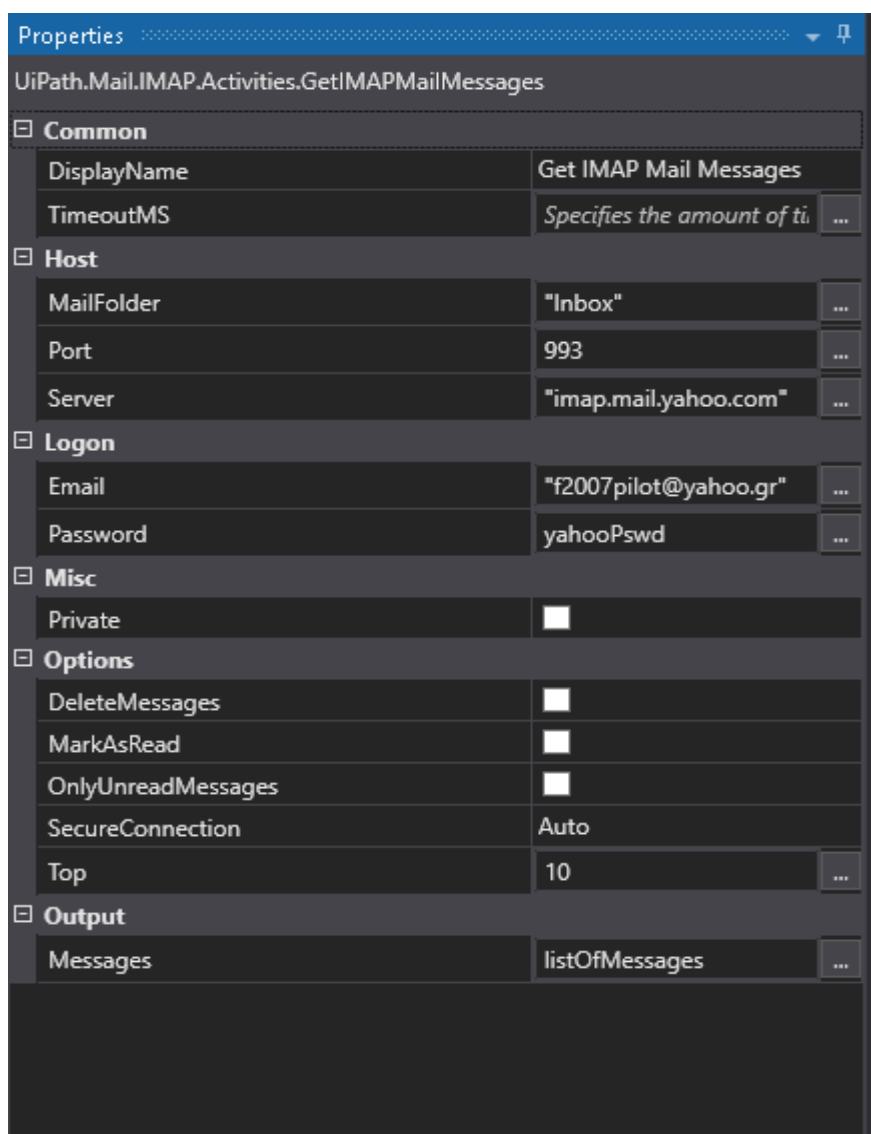 Properties
UiPath.Mail.IMAP.Activities.GetIMAPMailMessages
Common
DisplayName Get IMAP Mail Messages
TimeoutMS Specifies the amount of ti ...
Host
MailFolder "Inbox" ...
Port 993 ...
Server "imap.mail.yahoo.com" ...
Logon
Email "f2007pilot@yahoo.gr" ...
Password yahooPswd ...
Misc
Private
Options
DeleteMessages
MarkAsRead
OnlyUnreadMessages
SecureConnection Auto
Top 10 ...
Output
Messages listOfMessages ...